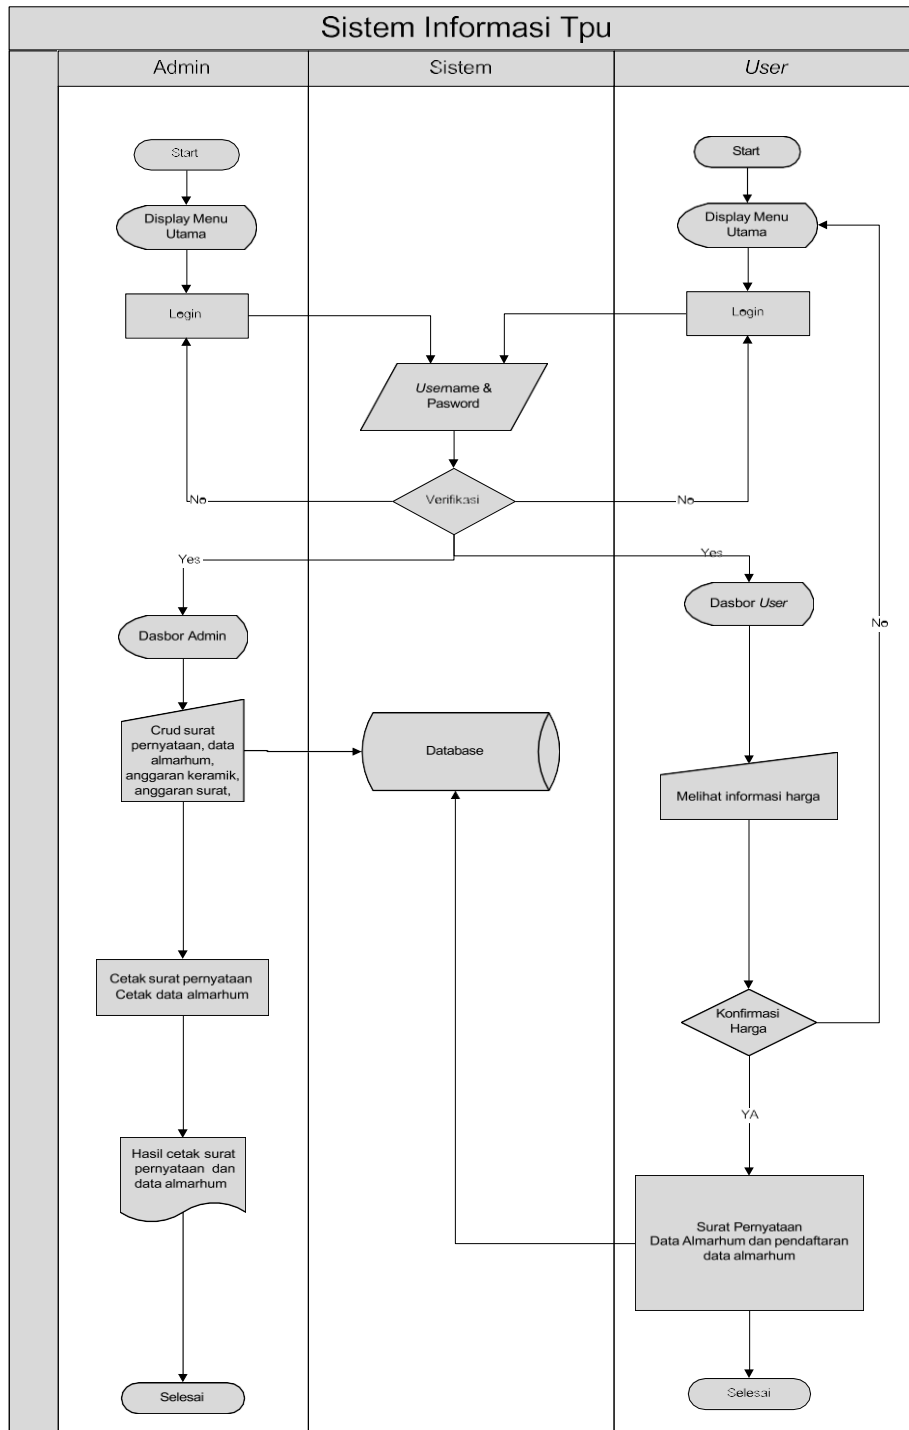 Sistem Informasi Tpu
Admin
Sistem
User
Start
Start
Display Menu
Utama
Display Menu
Utama
Login
Login
Username &
Pasword
Verifikasi
No
No
Yes
Yes
Dasbor Admin
Dasbor User
No
Crud surat
pernyataan, data
almarhum,
anggaran keramik,
anggaran surat,
Database
Melihat informasi harga
Cetak surat pernyataan
Cetak data almarhum
Konfirmasi
Harga
YA
Hasil cetak surat
pernyataan dan
data almarhum
Surat Pernyataan
Data Almarhum dan pendaftaran
data almarhum
Selesai
Selesai